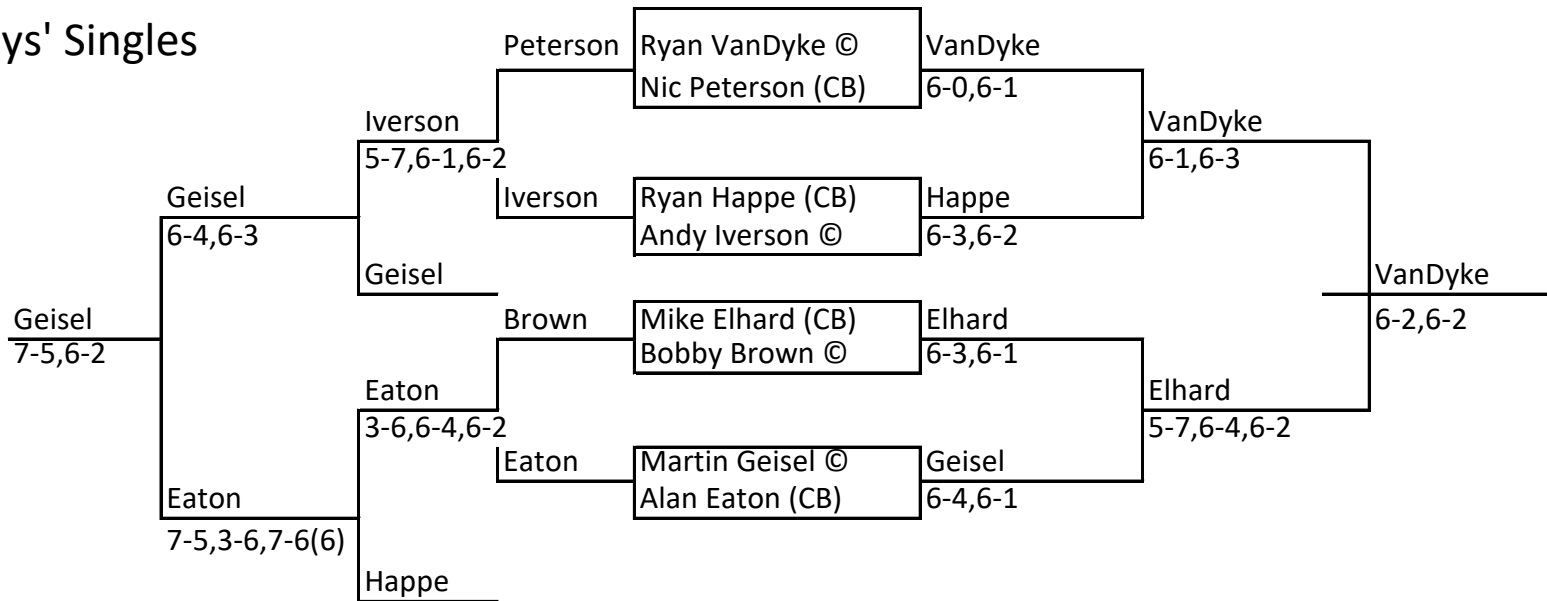 ys' Singles
Peterson Ryan VanDyke © VanDyke
Nic Peterson (CB) 6-0,6-1
Iverson VanDyke
5-7,6-1,6-2 6-1,6-3
Geisel Iverson Ryan Happe (CB) Happe
6-4,6-3 Andy Iverson © 6-3,6-2
Geisel VanDyke
Geisel Brown Mike Elhard (CB) Elhard 6-2,6-2
7-5,6-2 Bobby Brown © 6-3,6-1
Eaton Elhard
3-6,6-4,6-2 5-7,6-4,6-2
Eaton Martin Geisel © Geisel
Eaton Alan Eaton (CB) 6-4,6-1
7-5,3-6,7-6(6)
Happe